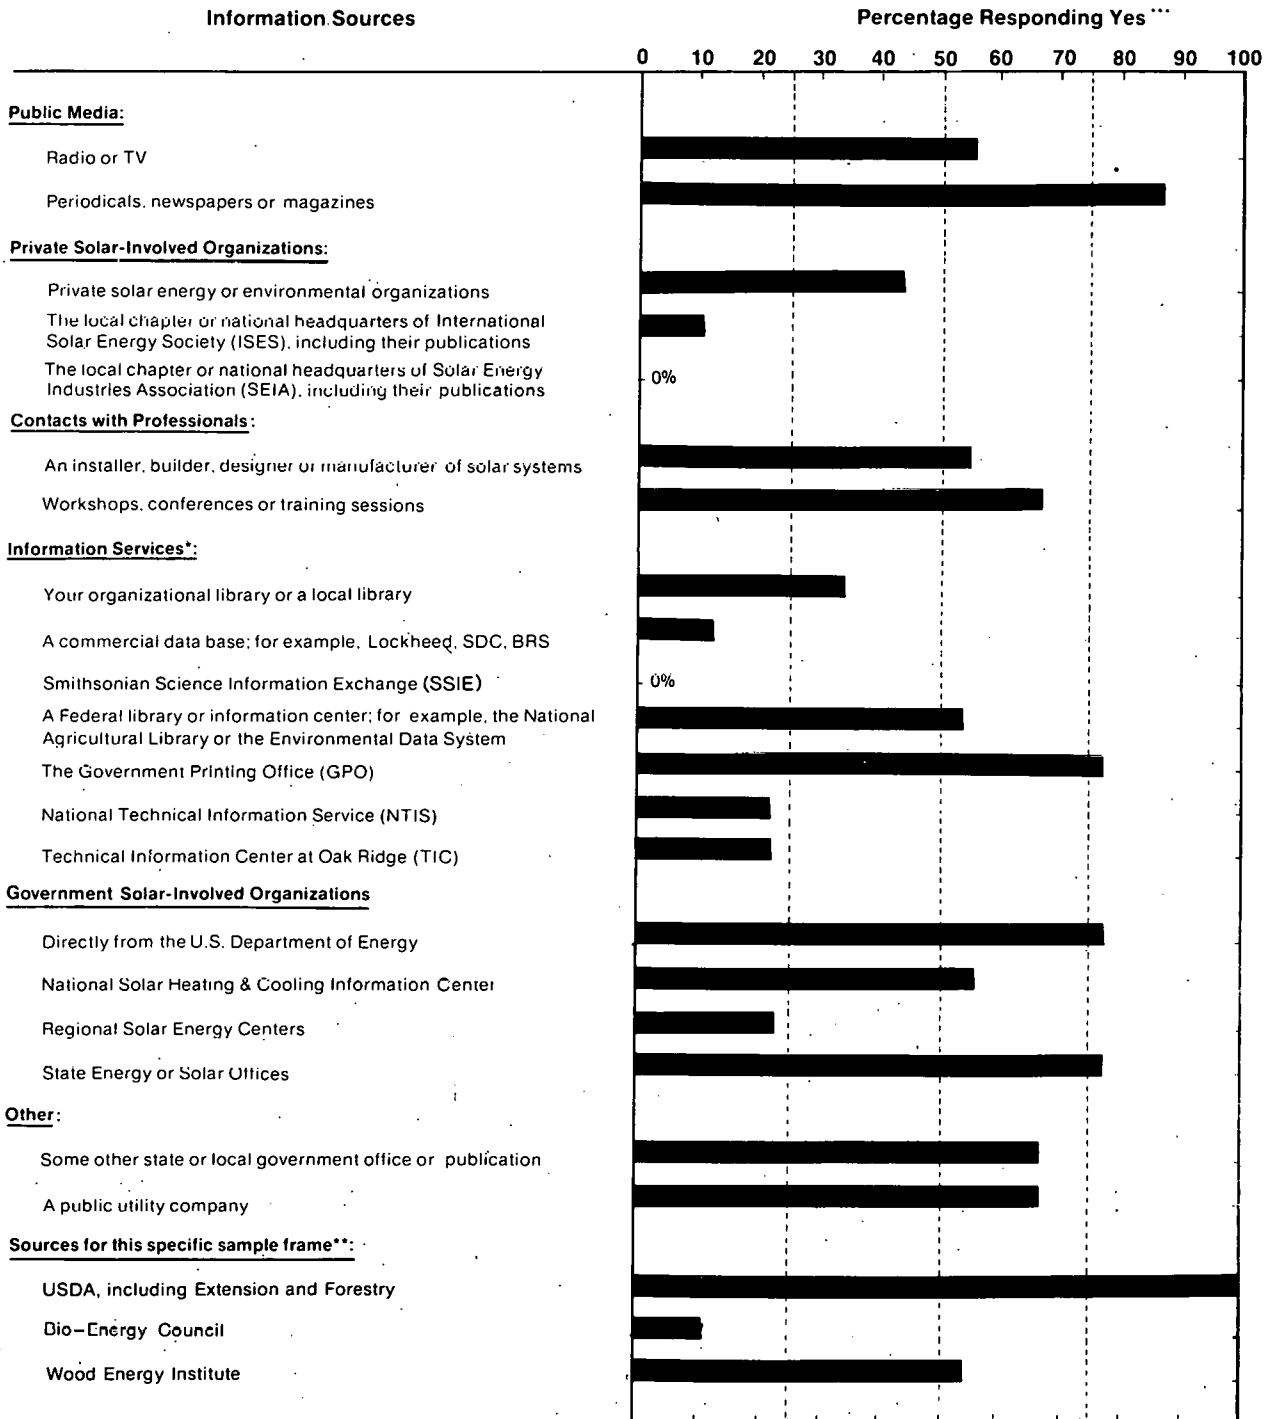 Information Sources
Percentage Responding Yes ***
0 10 20 30 40 50 60 70 80 90 100
Public Media:
Radio or TV
Periodicals, newspapers or magazines
Private Solar-Involved Organizations:
Private solar energy or environmental organizations
The local chapter or national headquarters of International
Solar Energy Society (ISES), including their publications
The local chapter or national headquarters of Solar Energy
Industries Association (SEIA), including their publications
0%
Contacts with Professionals:
An installer, builder, designer or manufacturer of solar systems
Workshops, conferences or training sessions
Information Services*:
Your organizational library or a local library
A commercial data base; for example, Lockheed, SDC, BRS
Smithsonian Science Information Exchange (SSIE)
0%
A Federal library or information center; for example, the National
Agricultural Library or the Environmental Data System
The Government Printing Office (GPO)
National Technical Information Service (NTIS)
Technical Information Center at Oak Ridge (TIC)
Government Solar-Involved Organizations
Directly from the U.S. Department of Energy
National Solar Heating & Cooling Information Center
Regional Solar Energy Centers
State Energy or Solar Offices
Other:
Some other state or local government office or publication
A public utility company
Sources for this specific sample frame**:
USDA, including Extension and Forestry
Bio-Energy Council
Wood Energy Institute